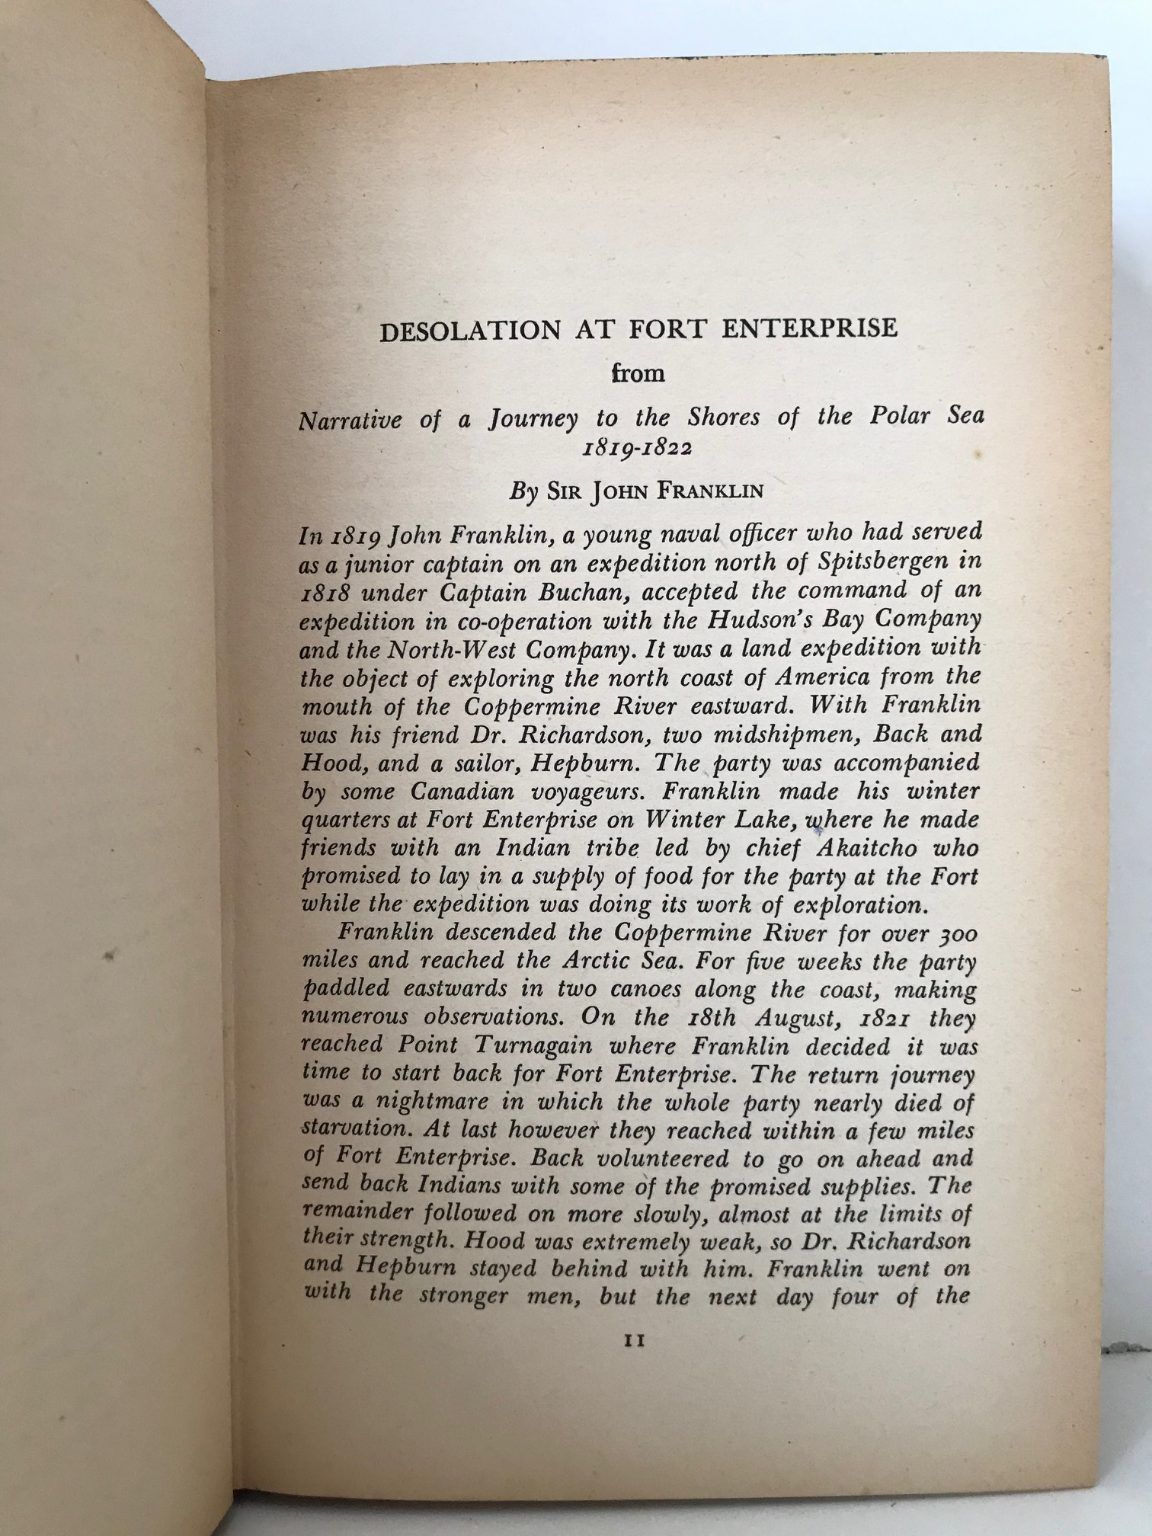 DESOLATION AT FORT ENTERPRISE
from
Narrative of a Journey to the Shores of the Polar Sea
1819-1822
By SIR JOHN FRANKLIN
In 1819 John Franklin, a young naval officer who had served
as a junior captain on an expedition north of Spitsbergen in
1818 under Captain Buchan, accepted the command of an
expedition in co-operation with the Hudson's Bay Company
and the North-West Company. It was a land expedition with
the object of exploring the north coast of America from the
mouth of the Coppermine River eastward. With Franklin
was his friend Dr. Richardson, two midshipmen, Back and
Hood, and a sailor, Hepburn. The party was accompanied
by some Canadian voyageurs. Franklin made his winter
quarters at Fort Enterprise on Winter Lake, where he made
friends with an Indian tribe led by chief Akaitcho who
promised to lay in a supply of food for the party at the Fort
while the expedition was doing its work of exploration.
Franklin descended the Coppermine River for over 300
miles and reached the Arctic Sea. For five weeks the party
paddled eastwards in two canoes along the coast, making
numerous observations. On the 18th August, 1821 they
reached Point Turnagain where Franklin decided it was
time to start back for Fort Enterprise. The return journey
was a nightmare in which the whole party nearly died of
starvation. At last however they reached within a few miles
of Fort Enterprise. Back volunteered to go on ahead and
send back Indians with some of the promised supplies. The
remainder followed on more slowly, almost at the limits of
their strength. Hood was extremely weak, so Dr. Richardson
and Hepburn stayed behind with him. Franklin went on
with the stronger men, but the next day four of the
11